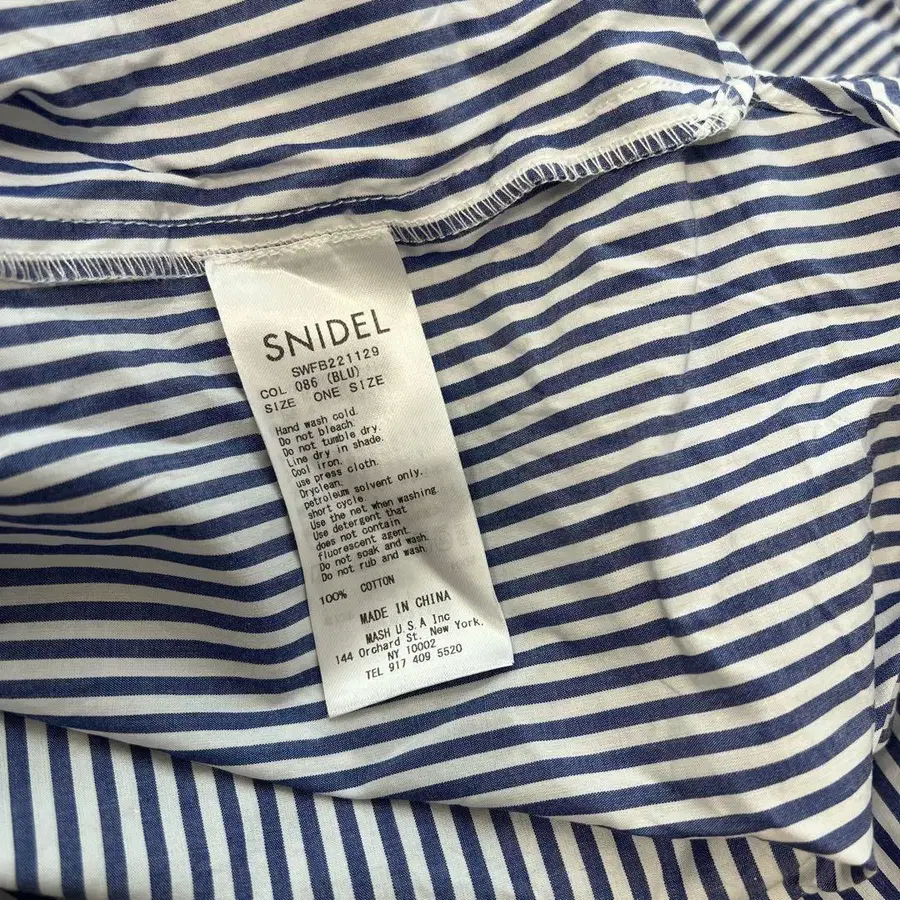 SNIDEL
SWFB221129
COL 086 (BLU)
SIZE ONE SIZE
Hand wash cold.
Do not bleach.
Do not tumble dry.
Line dry in shade.
Cool iron.
use press cloth.
Dryclean.
petroleum solvent only.
short cycle.
Use the net when washing.
Use detergent that
does not contain
fluorescent agent.
Do not soak and wash.
Do not rub and wash.
100% COTTON
MADE IN CHINA
MASH U.S.A Inc
144 Orchard St. New York.
NY 10002
TEL 917 409 5520